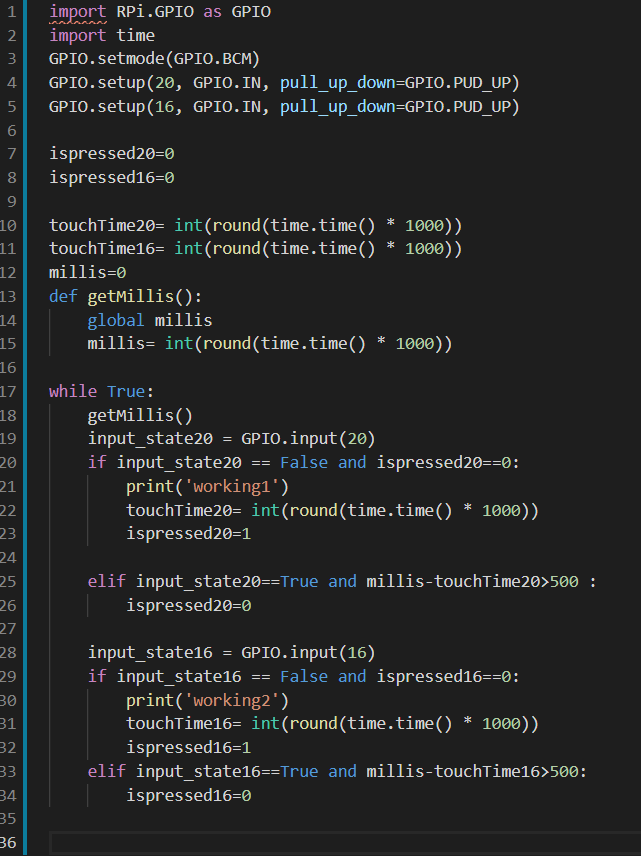 1 import RPi.GPIO as GPIO
2 import time
3 GPIO.setmode(GPIO.BCM)
4 GPIO.setup(20, GPIO.IN, pull_up_down=GPIO.PUD_UP)
5 GPIO.setup(16, GPIO.IN, pull_up_down=GPIO.PUD_UP)
6
7 ispressed20=0
8 ispressed16=0
9
10 touchTime20= int(round(time.time() * 1000))
11 touchTime16= int(round(time.time() * 1000))
12 millis=0
13 def getMillis():
14     global millis
15     millis= int(round(time.time() * 1000))
16
17 while True:
18     getMillis()
19     input_state20 = GPIO.input(20)
20     if input_state20 == False and ispressed20==0:
21         print('working1')
22         touchTime20= int(round(time.time() * 1000))
23         ispressed20=1
24
25     elif input_state20==True and millis-touchTime20>500 :
26         ispressed20=0
27
28     input_state16 = GPIO.input(16)
29     if input_state16 == False and ispressed16==0:
30         print('working2')
31         touchTime16= int(round(time.time() * 1000))
32         ispressed16=1
33     elif input_state16==True and millis-touchTime16>500:
34         ispressed16=0
35
36